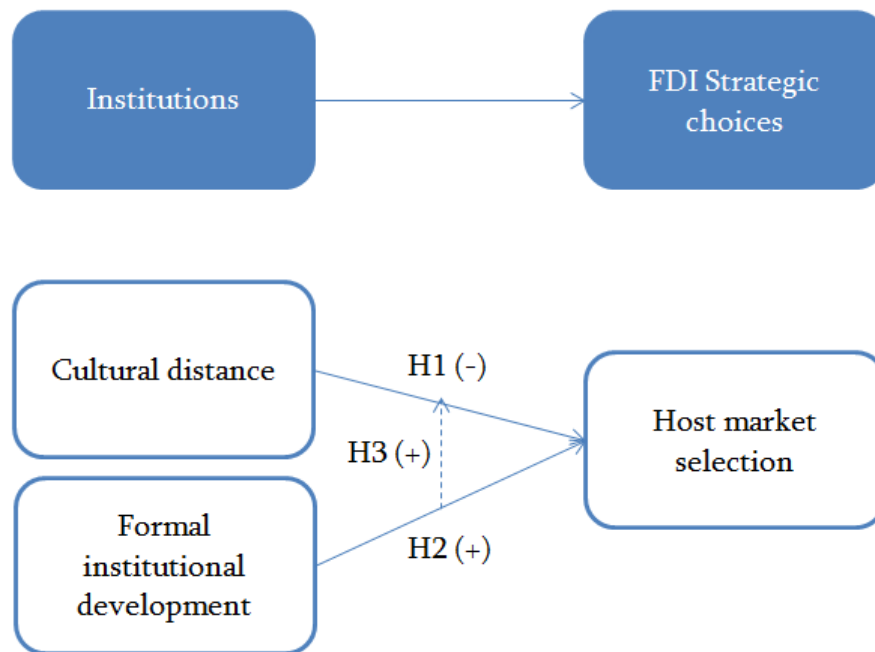 Institutions
FDI Strategic
choices
Cultural distance
H1 (-)
H3 (+)
Host market
selection
Formal
institutional
development
H2 (+)